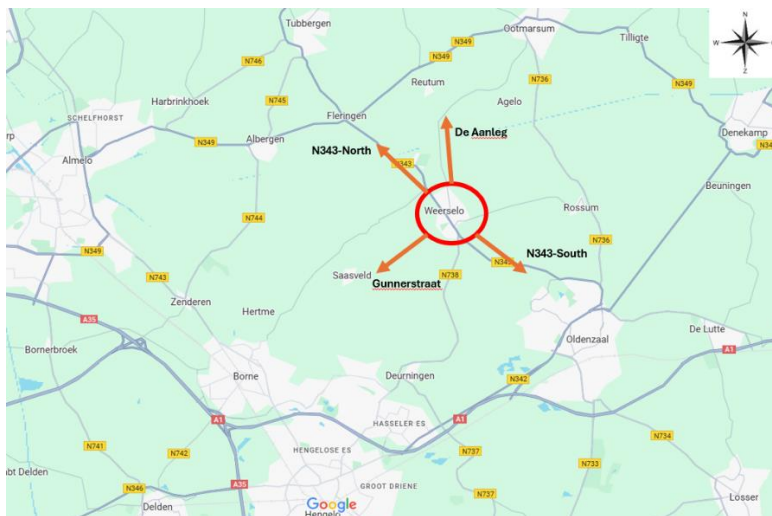 Tubbergen
Ootmarsum
N349
Tilligte
N
W
Z
N746
Reutum
N349
N736
N349
Harbrinkhoek
N745
Agelo
SCHELFHORST
Fleringen
De Aanleg
Denekamp
N349
Albergen
N343-North
Almelo
N343
Beuningen
Weerselo
Rossum
N744
N736
N349
N343-South
N743
Saasveld
N738
Gunnerstraat
Zenderen
Hertme
A35
De Lutte
Bornerbroek
Oldenzaal
A1
Borne
Deurningen
N342
A1
HASSELER ES
A1
N741
N742
HENGELOSE ES
N737
N734
N733
Delden
A35
N346
GROOT DRIENE
N737
Losser
Delden
Google
Hengelo